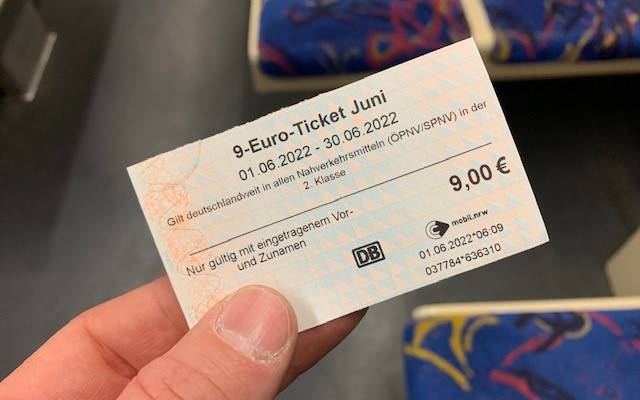 9-Euro-Ticket Juni
01.06.2022 - 30.06.2022
Gilt deutschlandweit in allen Nahverkehrsmitteln (ÖPNV/SPNV) in der
2. Klasse
9,00 €
Nur gültig mit eingetragenem Vor-
und Zunamen
DB
mobil.nrw
01.06.2022*06:09
037784*636310